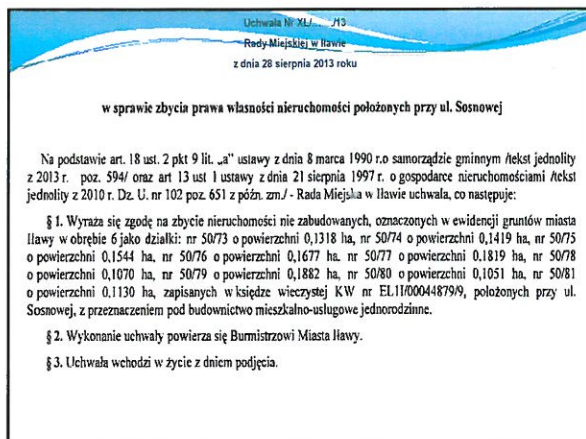 Uchwała Nr XL/.... /13
Rady Miejskiej w Iławie
z dnia 28 sierpnia 2013 roku
w sprawie zbycia prawa własności nieruchomości położonych przy ul. Sosnowej
Na podstawie art. 18 ust. 2 pkt 9 lit. „a" ustawy z dnia 8 marca 1990 r.o samorządzie gminnym /tekst jednolity
z 2013 r. poz. 594/ oraz art 13 ust 1 ustawy z dnia 21 sierpnia 1997 r. o gospodarce nieruchomościami /tekst
jednolity z 2010 r. Dz. U. nr 102 poz. 651 z późn. zm./ - Rada Miejska w Iławie uchwala, co następuje:
§ 1. Wyraża się zgodę na zbycie nieruchomości nie zabudowanych, oznaczonych w ewidencji gruntów miasta
Iławy w obrębie 6 jako działki: nr 50/73 o powierzchni 0,1318 ha, nr 50/74 o powierzchni 0,1419 ha, nr 50/75
o powierzchni 0,1544 ha, nr 50/76 o powierzchni 0,1677 ha. nr 50/77 o powierzchni 0.1819 ha, nr 50/78
o powierzchni 0,1070 ha, nr 50/79 o powierzchni 0,1882 ha, nr 50/80 o powierzchni 0,1051 ha, nr 50/81
o powierzchni 0,1130 ha, zapisanych w księdze wieczystej KW nr EL1I/00044879/9, położonych przy ul.
Sosnowej, z przeznaczeniem pod budownictwo mieszkalno-usługowe jednorodzinne.
§ 2. Wykonanie uchwały powierza się Burmistrzowi Miasta Iławy.
§ 3. Uchwała wchodzi w życie z dniem podjęcia.